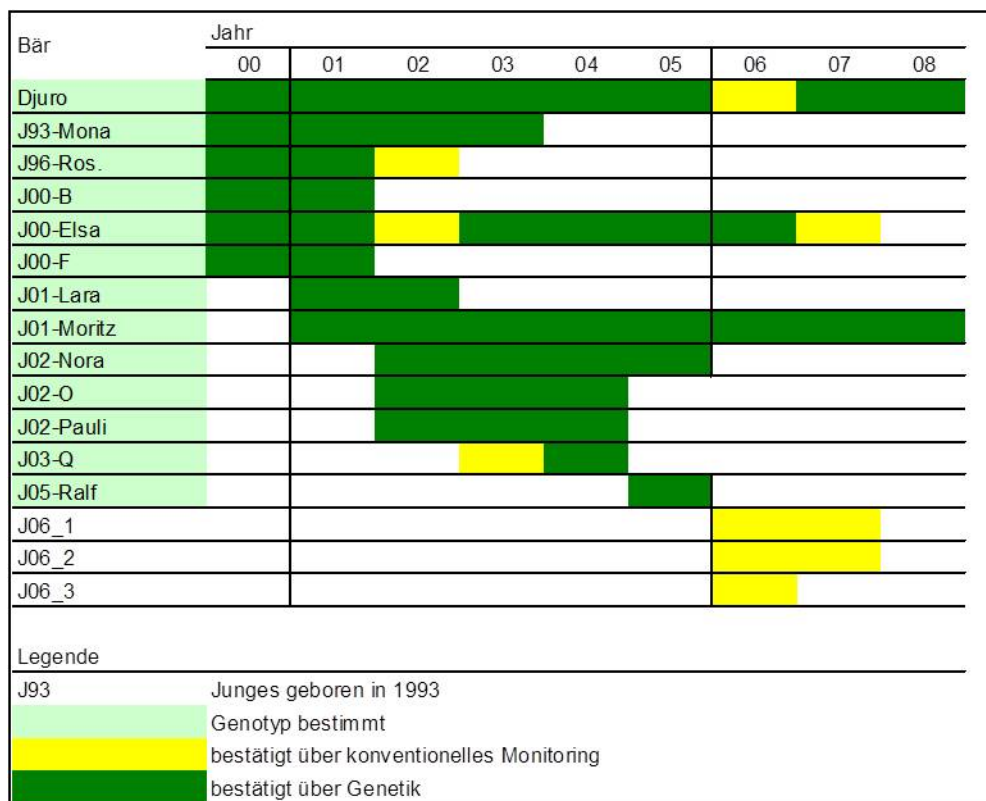 Bär Jahr
00 01 02 03 04 05 06 07 08
Djuro
J93-Mona
J96-Ros.
J00-B
J00-Elsa
J00-F
J01-Lara
J01-Moritz
J02-Nora
J02-O
J02-Pauli
J03-Q
J05-Ralf
J06_1
J06_2
J06_3
Legende
J93 Junges geboren in 1993
Genotyp bestimmt
bestätigt über konventionelles Monitoring
bestätigt über Genetik